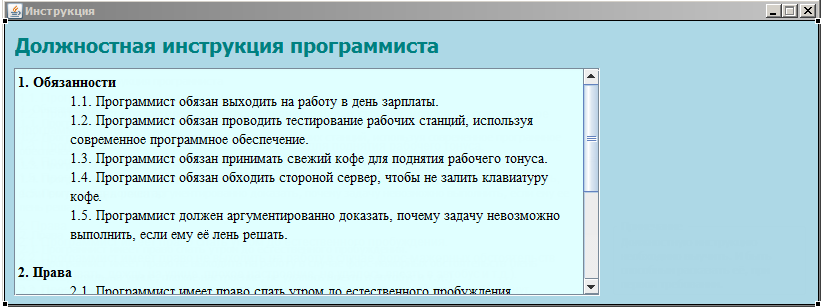 Инструкция
Должностная инструкция программиста
1. Обязанности
1.1. Программист обязан выходить на работу в день зарплаты.
1.2. Программист обязан проводить тестирование рабочих станций, используя
современное программное обеспечение.
1.3. Программист обязан принимать свежий кофе для поднятия рабочего тонуса.
1.4. Программист обязан обходить стороной сервер, чтобы не залить клавиатуру
кофе.
1.5. Программист должен аргументированно доказать, почему задачу невозможно
выполнить, если ему её лень решать.
2. Права
2.1. Программист имеет право спать утром до естественного пробуждения.